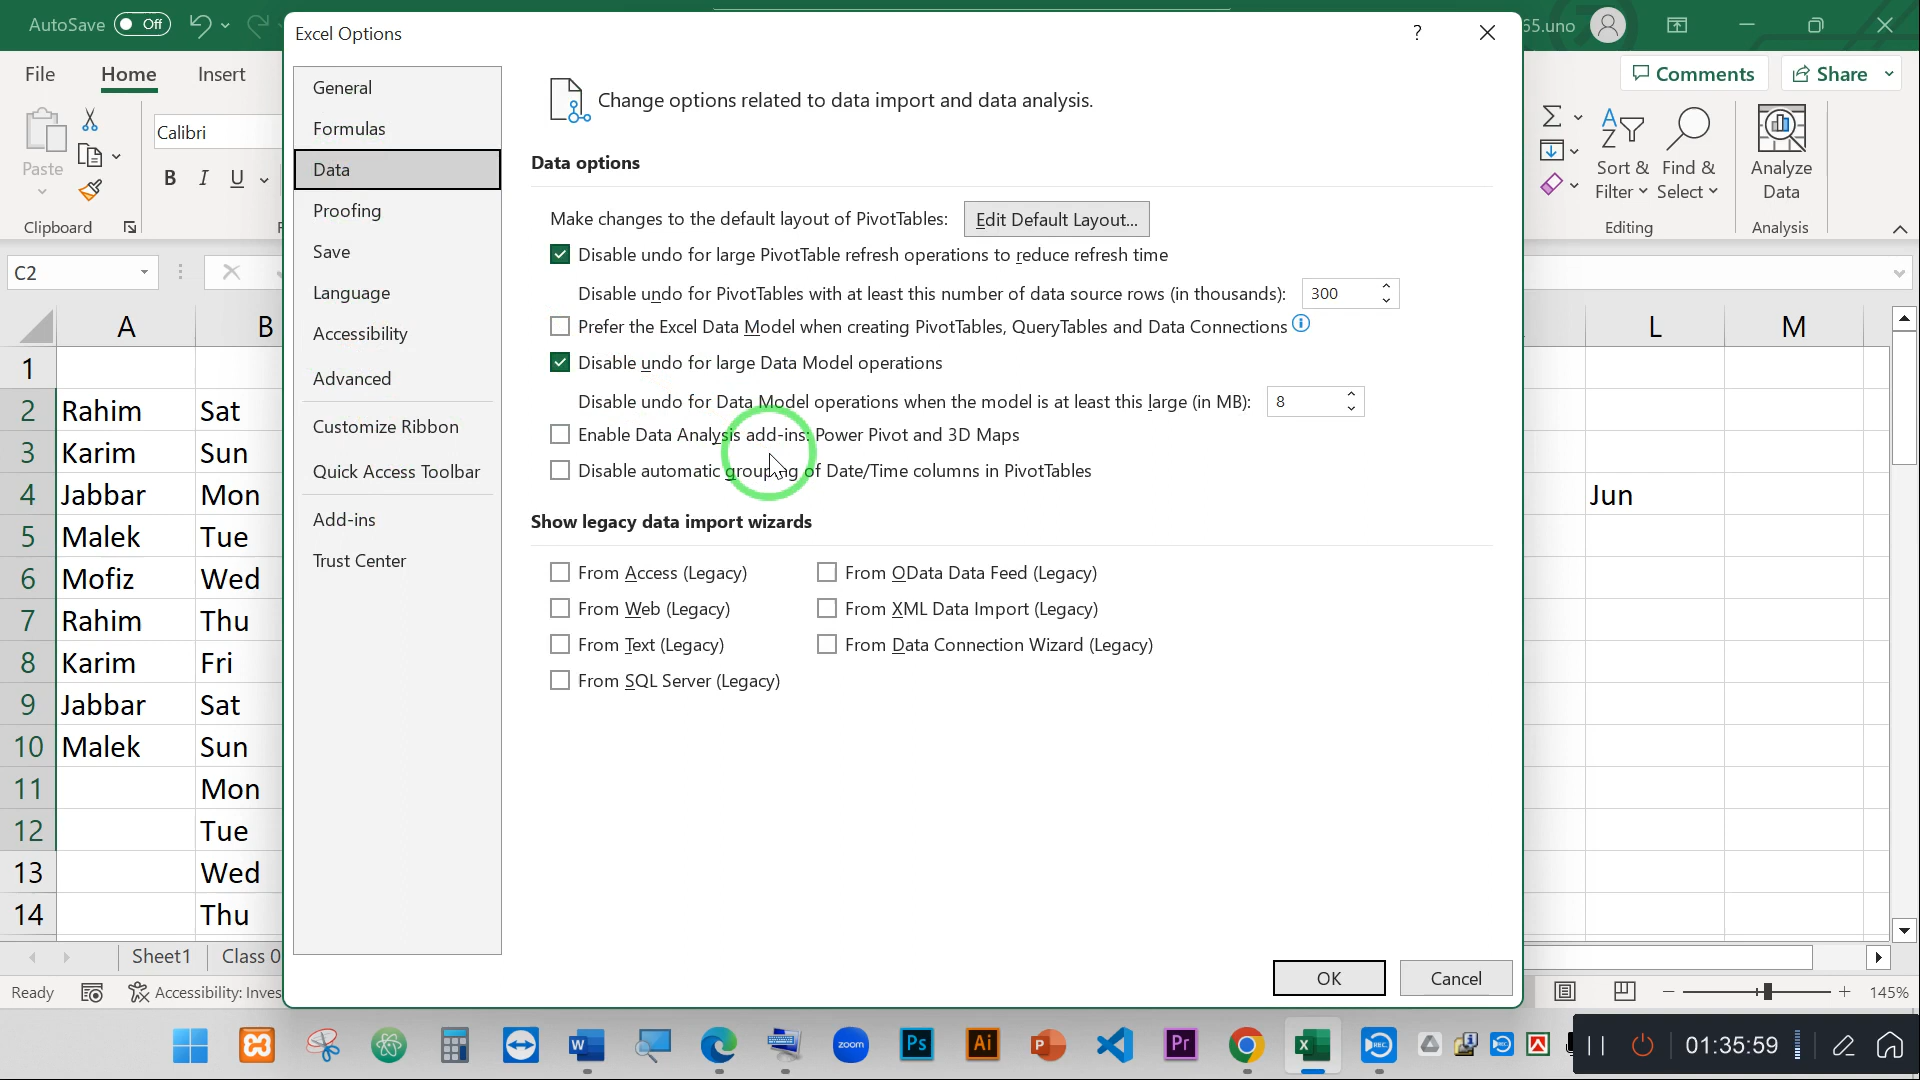 AutoSave Off
Excel Options
65.uno
File Home Insert
Comments Share
General
Formulas
Data
Proofing
Save
Language
Accessibility
Advanced
Customize Ribbon
Quick Access Toolbar
Add-ins
Trust Center
Paste
Calibri
B I U
Clipboard
Sort & Filter
Find & Select
Analyze Data
Editing
Analysis
Change options related to data import and data analysis.
Data options
Make changes to the default layout of PivotTables: Edit Default Layout...
Disable undo for large PivotTable refresh operations to reduce refresh time
Disable undo for PivotTables with at least this number of data source rows (in thousands): 300
Prefer the Excel Data Model when creating PivotTables, QueryTables and Data Connections
Disable undo for large Data Model operations
Disable undo for Data Model operations when the model is at least this large (in MB): 8
Enable Data Analysis add-ins: Power Pivot and 3D Maps
Disable automatic grouping of Date/Time columns in PivotTables
Show legacy data import wizards
From Access (Legacy) From OData Data Feed (Legacy)
From Web (Legacy) From XML Data Import (Legacy)
From Text (Legacy) From Data Connection Wizard (Legacy)
From SQL Server (Legacy)
OK Cancel
C2
A B L M
1
2 Rahim Sat
3 Karim Sun
4 Jabbar Mon Jun
5 Malek Tue
6 Mofiz Wed
7 Rahim Thu
8 Karim Fri
9 Jabbar Sat
10 Malek Sun
11 Mon
12 Tue
13 Wed
14 Thu
Sheet1 Class 0
Ready Accessibility: Inves
145%
zoom Ps Ai Pr
01:35:59